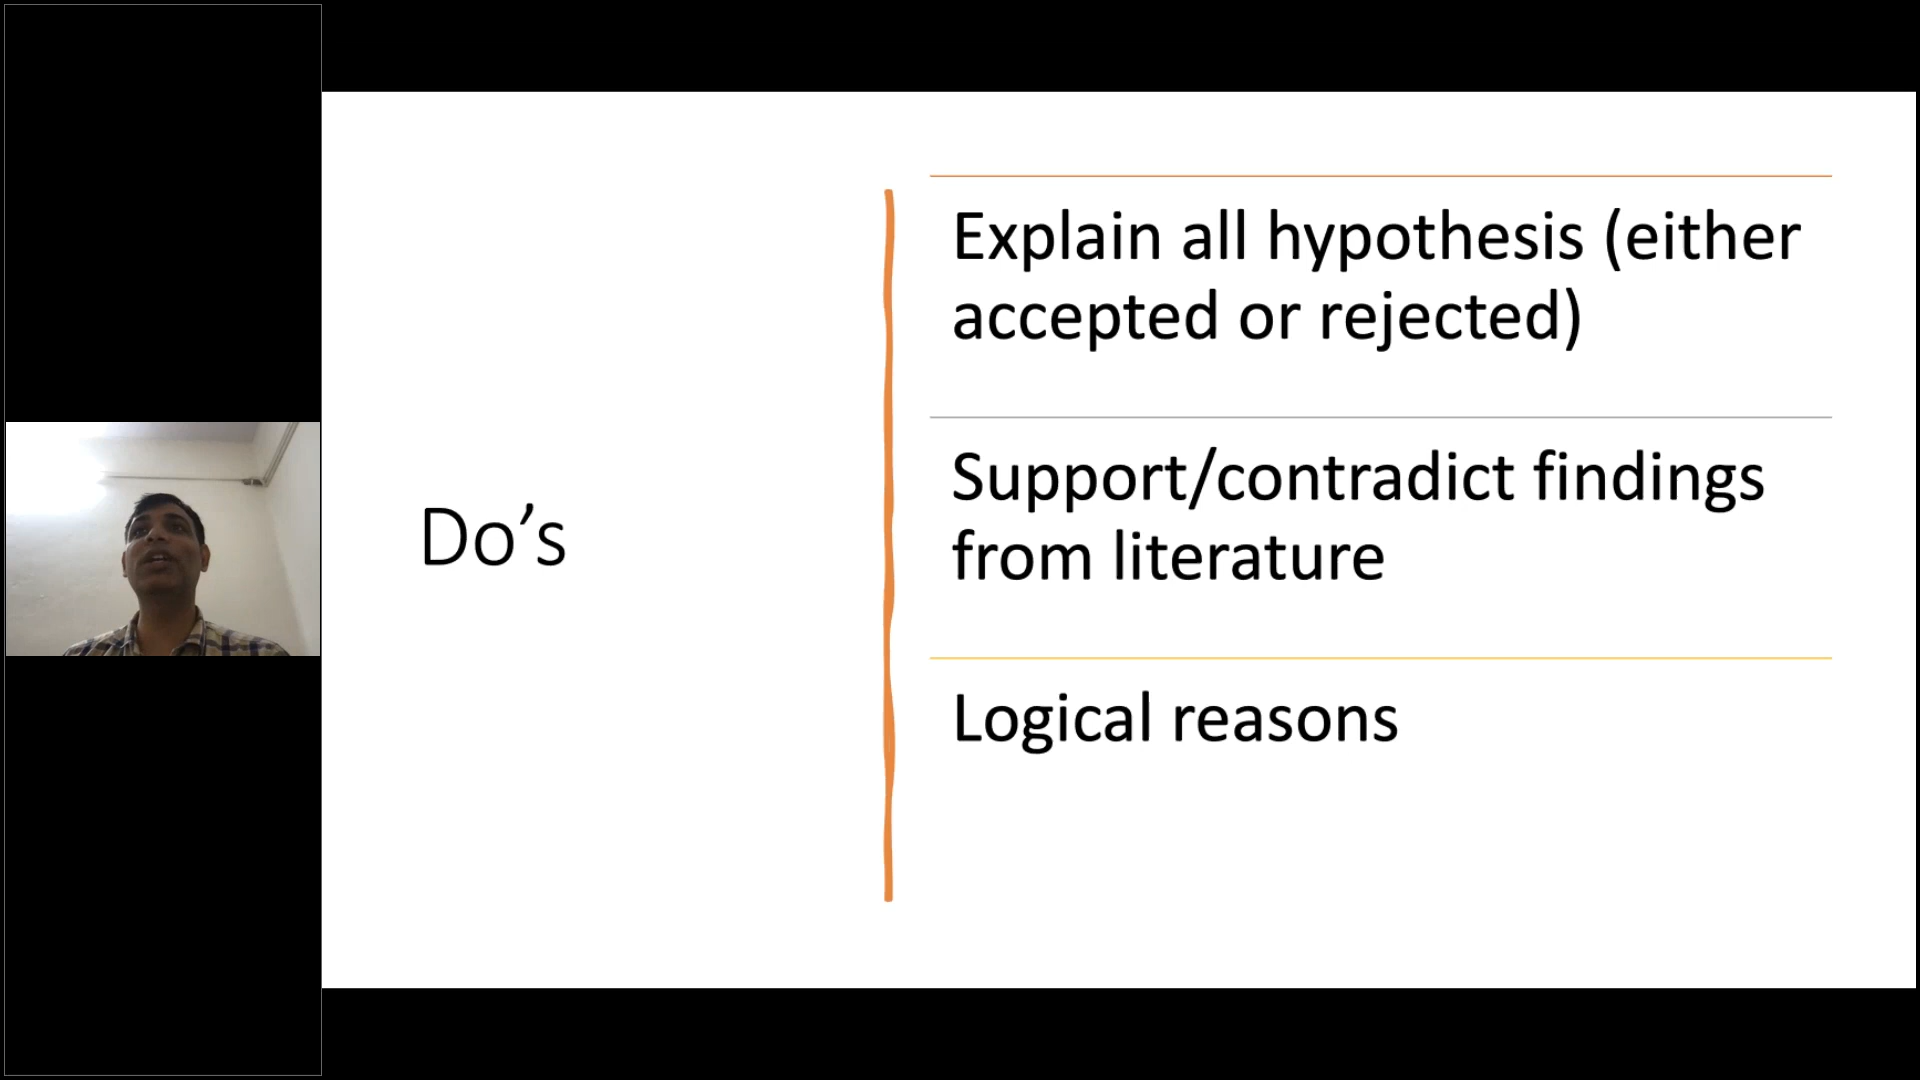 Do’s
Explain all hypothesis (either
accepted or rejected)
Support/contradict findings
from literature
Logical reasons